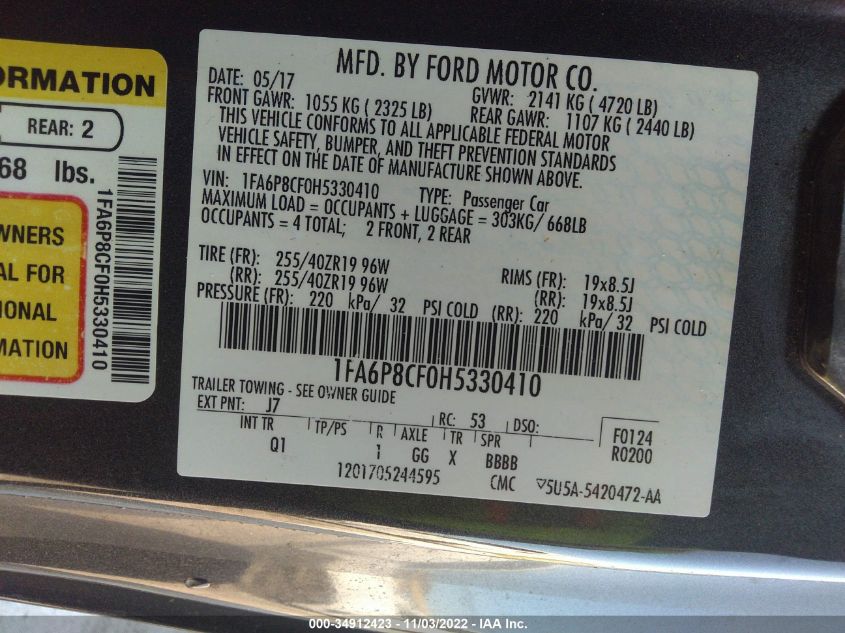 ORMATION
REAR: 2
68 lbs.
WNERS
AL FOR
IONAL
MATION
1FA6P8CF0H5330410
MFD. BY FORD MOTOR CO.
DATE: 05/17 GVWR: 2141 KG ( 4720 LB)
FRONT GAWR: 1055 KG ( 2325 LB) REAR GAWR: 1107 KG ( 2440 LB)
THIS VEHICLE CONFORMS TO ALL APPLICABLE FEDERAL MOTOR
VEHICLE SAFETY, BUMPER, AND THEFT PREVENTION STANDARDS
IN EFFECT ON THE DATE OF MANUFACTURE SHOWN ABOVE.
VIN: 1FA6P8CF0H5330410 TYPE: Passenger Car
MAXIMUM LOAD = OCCUPANTS + LUGGAGE = 303KG/ 668LB
OCCUPANTS = 4 TOTAL; 2 FRONT, 2 REAR
TIRE (FR): 255/40ZR19 96W RIMS (FR): 19x8.5J
(RR): 255/40ZR19 96W (RR): 19x8.5J
PRESSURE (FR): 220 kPa/ 32 PSI COLD (RR): 220 kPa/ 32 PSI COLD
1FA6P8CF0H5330410
TRAILER TOWING - SEE OWNER GUIDE
EXT PNT: J7 RC: 53 DSO: F0124
INT TR TP/PS R AXLE TR SPR R0200
Q1 1 GG X BBBB
1201705244595 CMC ▽5U5A-5420472-AA
000-34912423 - 11/03/2022 - IAA Inc.